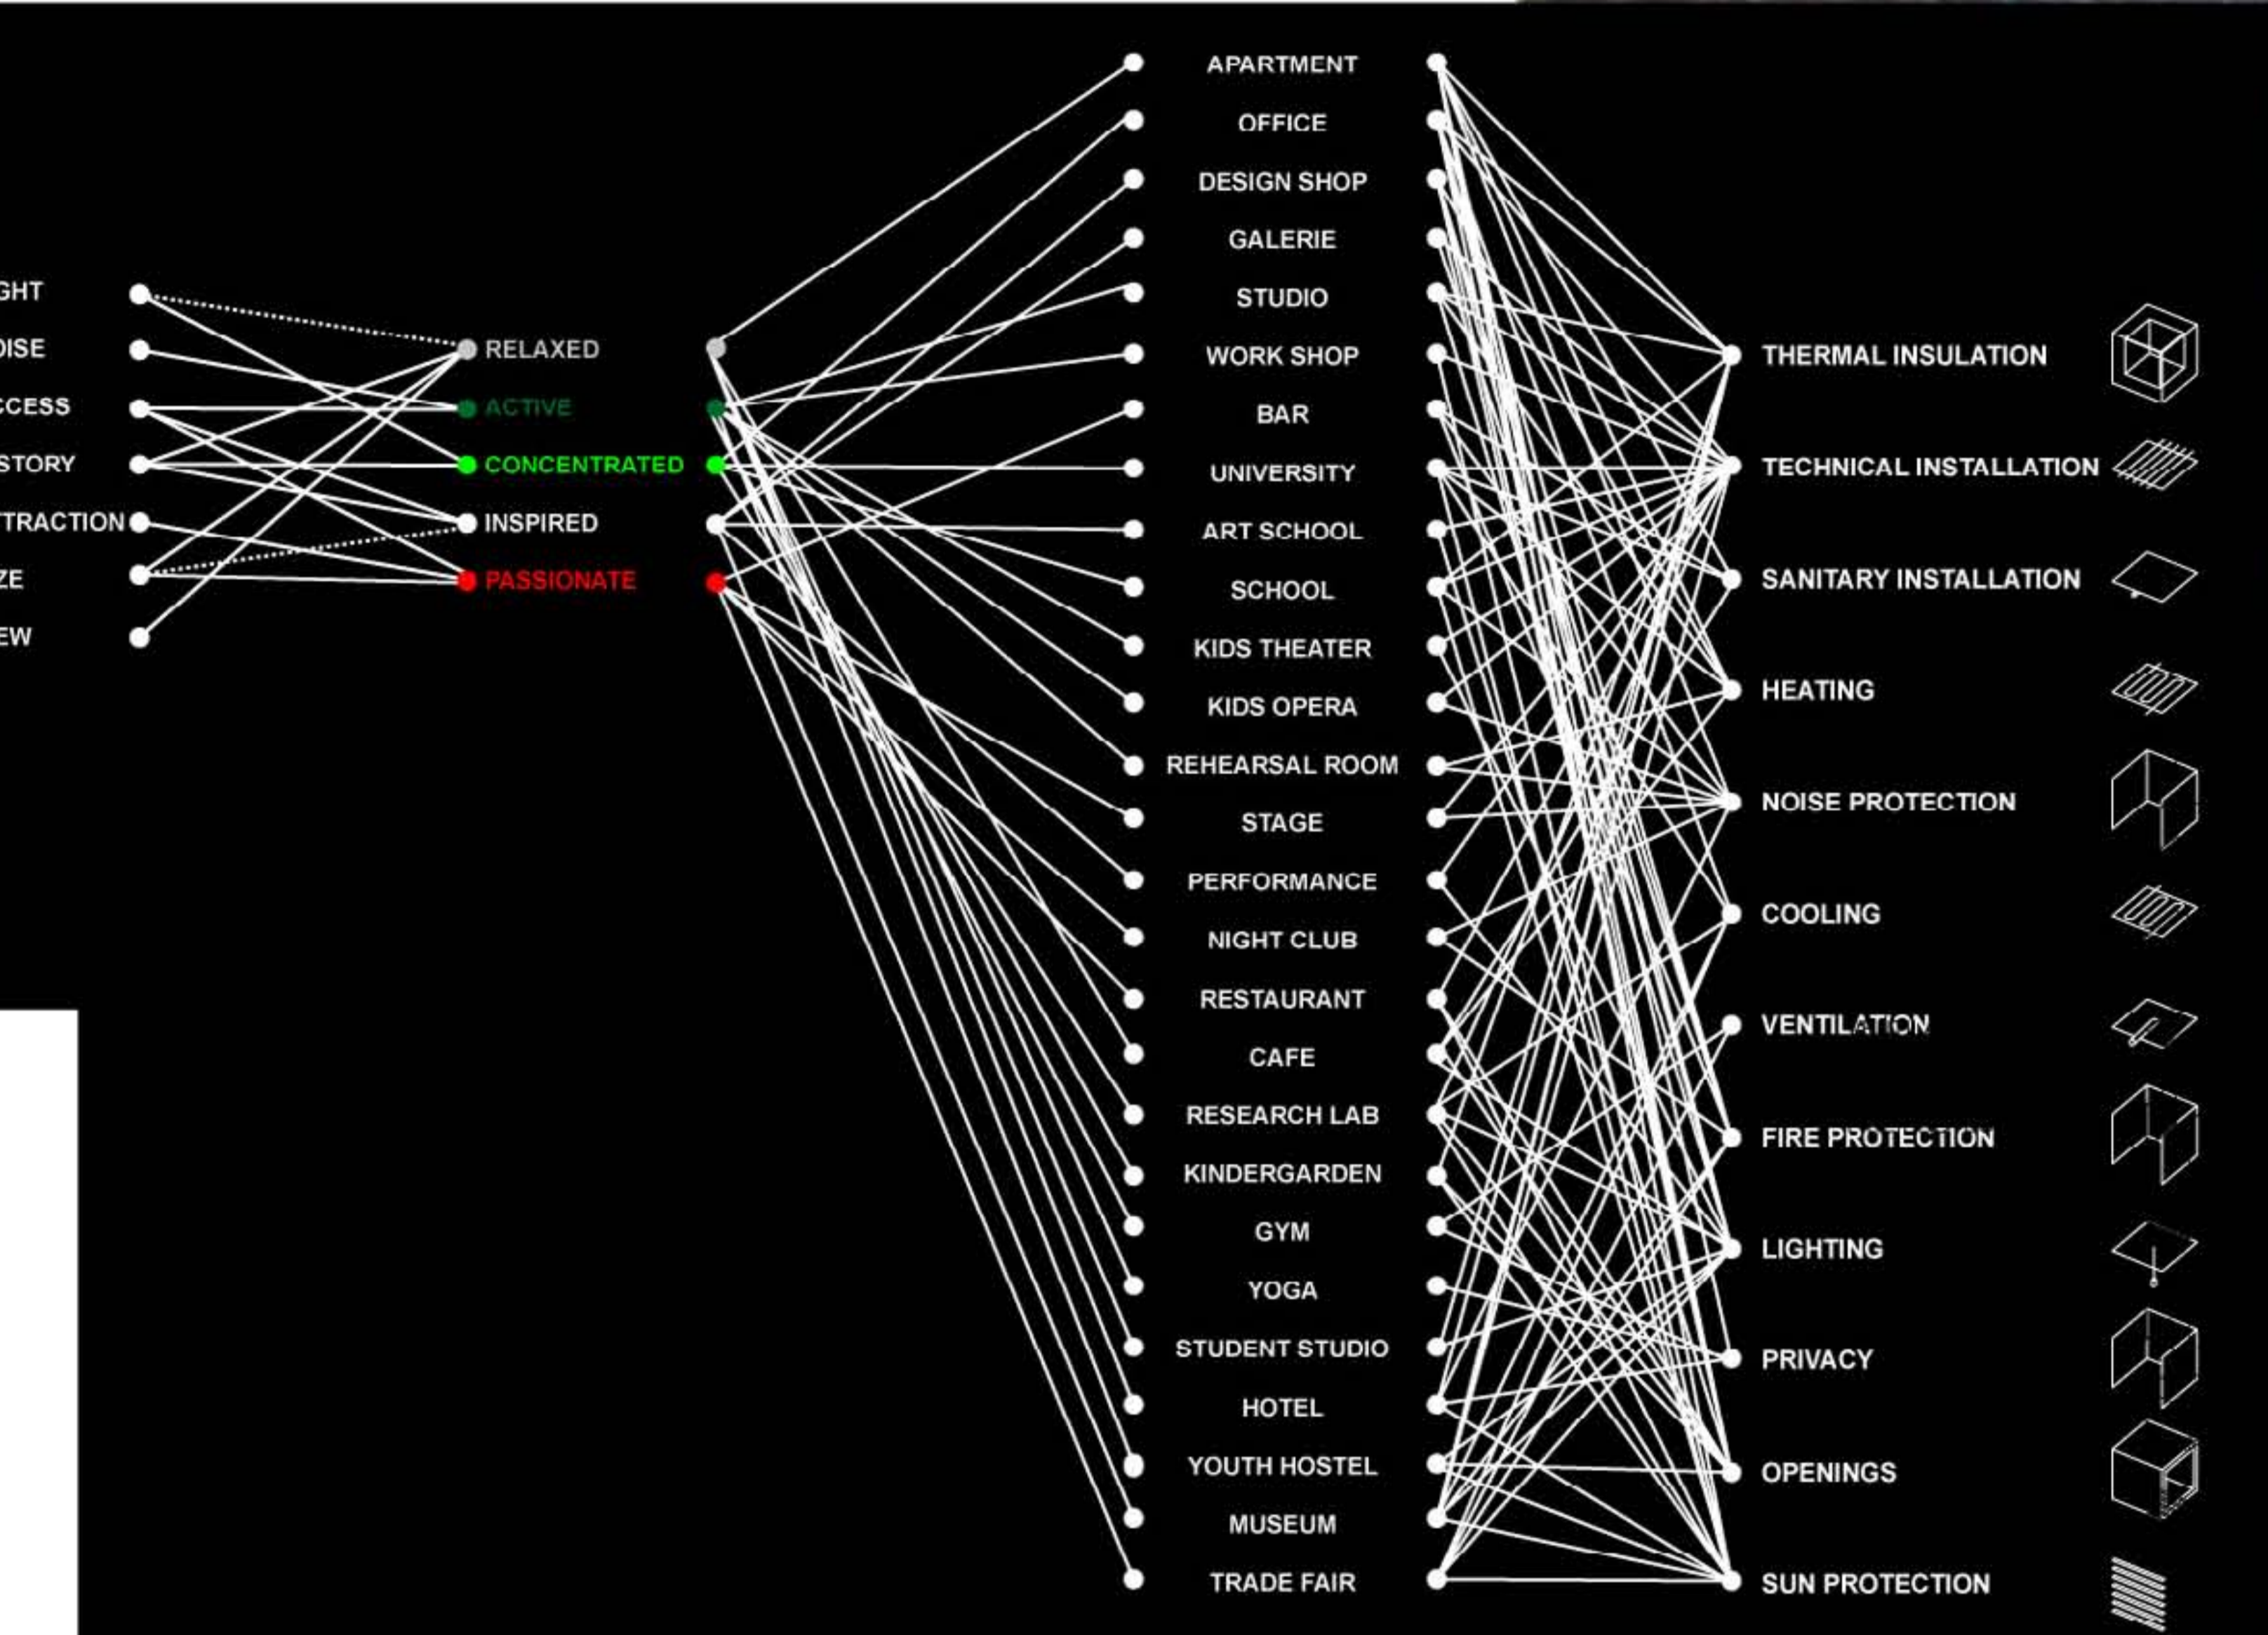 GHT
OISE
CCESS
STORY
TTRACTION
ZE
EW
RELAXED
ACTIVE
CONCENTRATED
INSPIRED
PASSIONATE
APARTMENT
OFFICE
DESIGN SHOP
GALERIE
STUDIO
WORK SHOP
BAR
UNIVERSITY
ART SCHOOL
SCHOOL
KIDS THEATER
KIDS OPERA
REHEARSAL ROOM
STAGE
PERFORMANCE
NIGHT CLUB
RESTAURANT
CAFE
RESEARCH LAB
KINDERGARDEN
GYM
YOGA
STUDENT STUDIO
HOTEL
YOUTH HOSTEL
MUSEUM
TRADE FAIR
THERMAL INSULATION
TECHNICAL INSTALLATION
SANITARY INSTALLATION
HEATING
NOISE PROTECTION
COOLING
VENTILATION
FIRE PROTECTION
LIGHTING
PRIVACY
OPENINGS
SUN PROTECTION